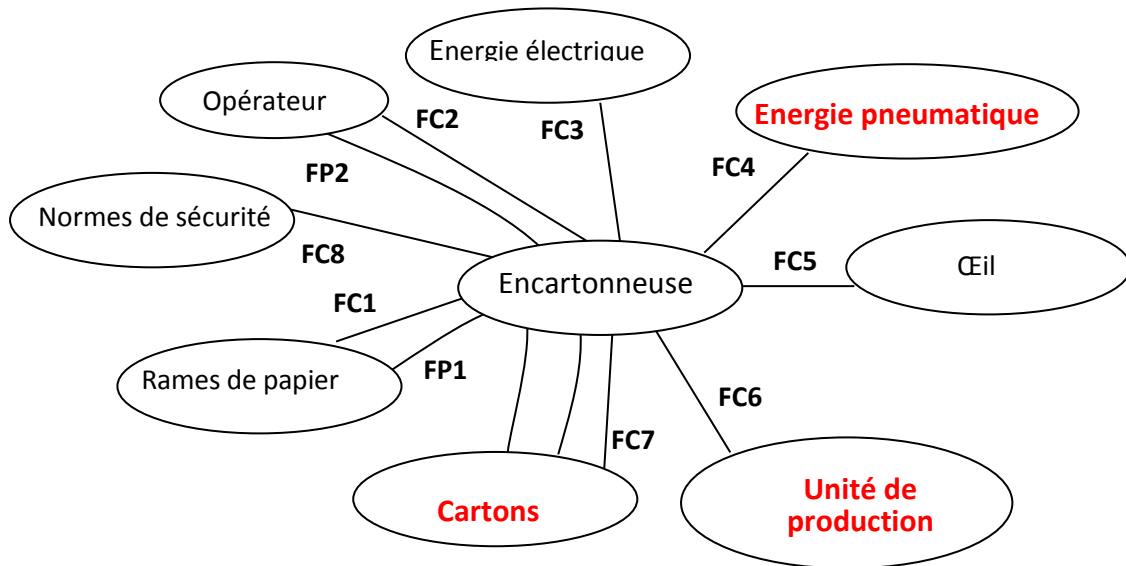 Energie électrique
Opérateur
FC2
FC3
Energie pneumatique
FC4
FP2
Normes de sécurité
FC8
Œil
FC5
Encartonneuse
FC1
Rames de papier
FP1
FC6
FC7
Cartons
Unité de
production